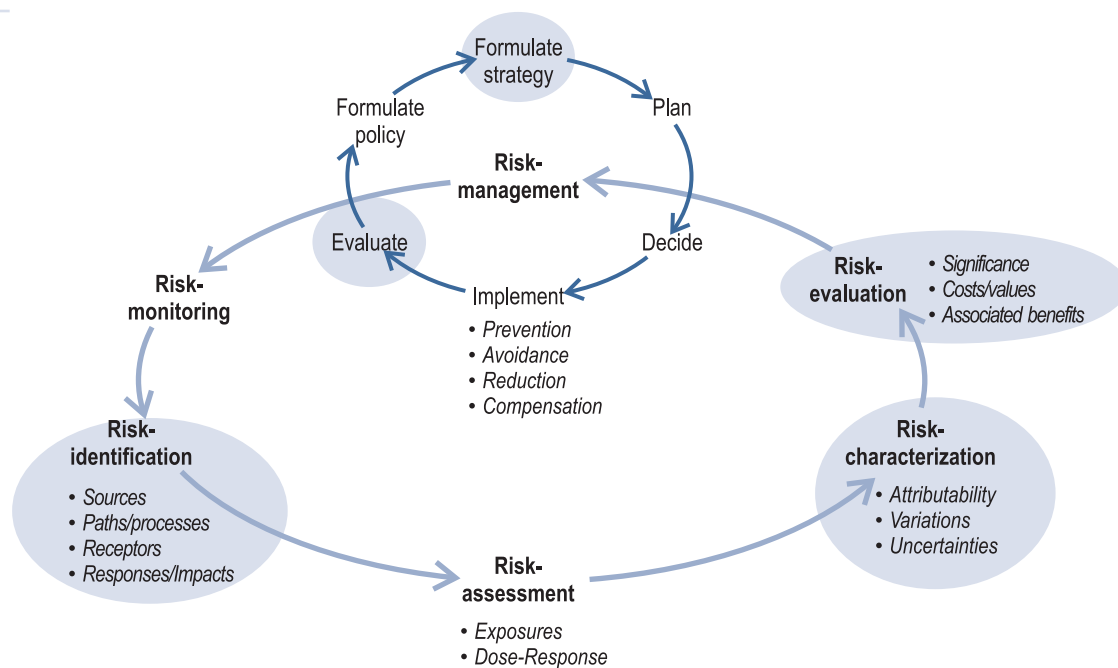 Formulate
strategy
Formulate
policy
Plan
Risk-
management
Evaluate
Decide
Implement
• Prevention
• Avoidance
• Reduction
• Compensation
Risk-
monitoring
Risk-
evaluation
• Significance
• Costs/values
• Associated benefits
Risk-
identification
• Sources
• Paths/processes
• Receptors
• Responses/Impacts
Risk-
characterization
• Attributability
• Variations
• Uncertainties
Risk-
assessment
• Exposures
• Dose-Response